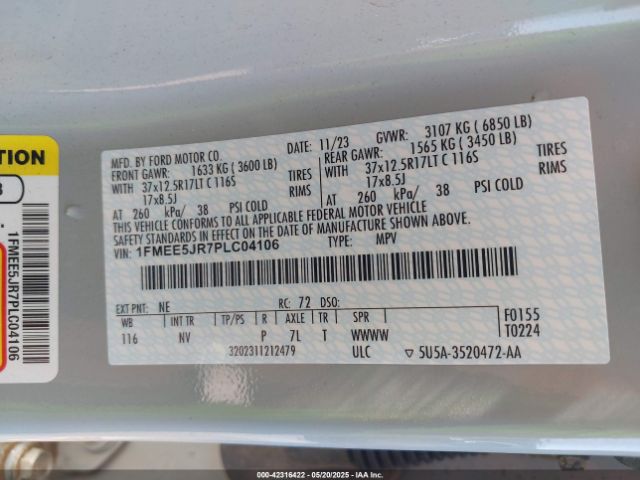 MFD. BY FORD MOTOR CO. DATE: 11/23 GVWR: 3107 KG ( 6850 LB)
FRONT GAWR: 1633 KG ( 3600 LB) REAR GAWR: 1565 KG ( 3450 LB)
WITH 37x12.5R17LT C 116S TIRES WITH 37x12.5R17LT C 116S TIRES
17x8.5J RIMS 17x8.5J RIMS
AT 260 kPa/ 38 PSI COLD AT 260 kPa/ 38 PSI COLD
THIS VEHICLE CONFORMS TO ALL APPLICABLE FEDERAL MOTOR VEHICLE
SAFETY STANDARDS IN EFFECT ON THE DATE OF MANUFACTURE SHOWN ABOVE.
VIN: 1FMEE5JR7PLC04106 TYPE: MPV
EXT PNT: NE RC: 72 DSO:
WB INT TR TP/PS R AXLE TR SPR F0155
116 NV P 7L T WWWW T0224
3202311212479 ULC 5U5A-3520472-AA
TION
3
1FMEE5JR7PLC04106
000-42316422 - 05/20/2025 - IAAI